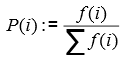 P(i) := f(i) / ∑ f(i)